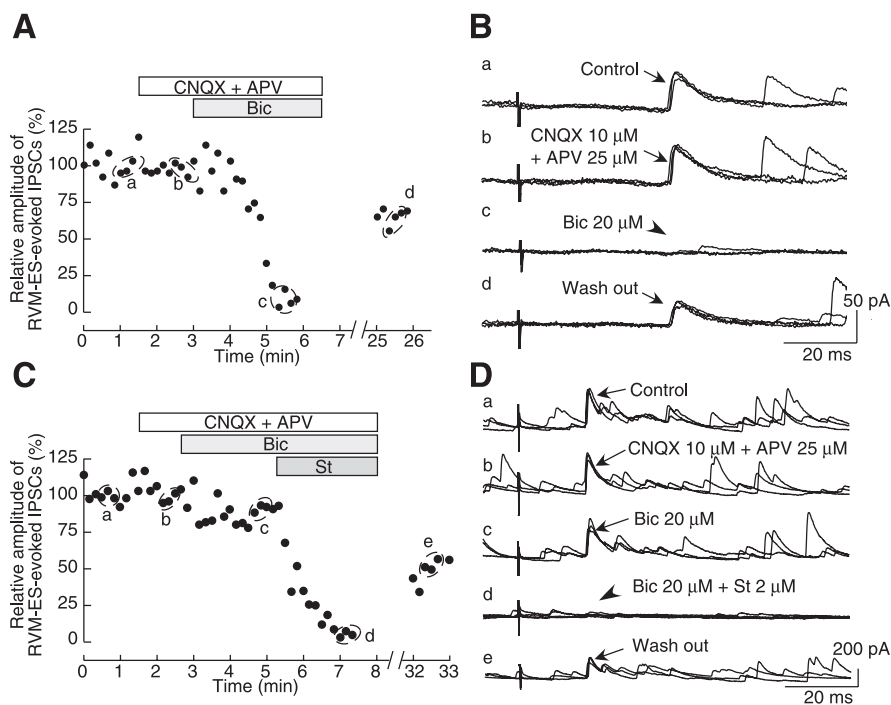 A
CNQX + APV
Bic
Relative amplitude of
RVM-ES-evoked IPSCs (%)
125
100
75
50
25
0
a
b
c
d
0 1 2 3 4 5 6 7 25 26
Time (min)
B
a
Control
b
CNQX 10 µM
+ APV 25 µM
c
Bic 20 µM
d
Wash out
50 pA
20 ms
C
CNQX + APV
Bic
St
Relative amplitude of
RVM-ES-evoked IPSCs (%)
125
100
75
50
25
0
a
b
c
d
e
0 1 2 3 4 5 6 7 8 32 33
Time (min)
D
a
Control
b
CNQX 10 µM + APV 25 µM
c
Bic 20 µM
d
Bic 20 µM + St 2 µM
e
Wash out
200 pA
20 ms